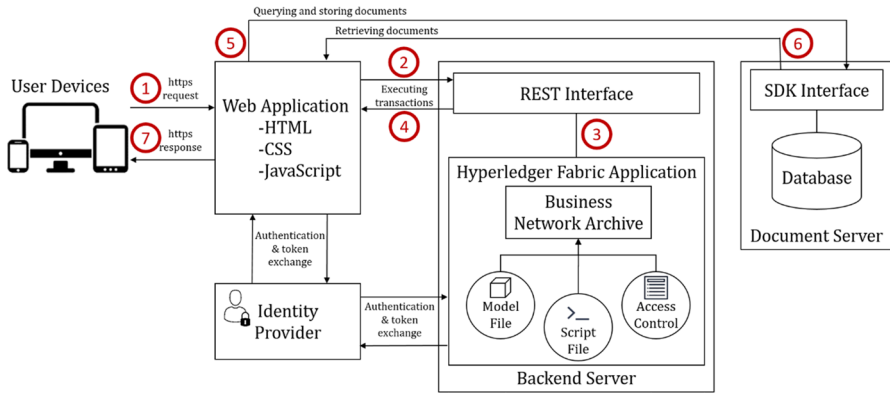 Querying and storing documents
5
Retrieving documents
6
User Devices
1
https
request
7
https
response
Web Application
-HTML
-CSS
-JavaScript
2
Executing
transactions
4
REST Interface
3
Hyperledger Fabric Application
Business
Network Archive
Model
File
Script
File
Access
Control
Backend Server
SDK Interface
Database
Document Server
Authentication
& token
exchange
Identity
Provider
Authentication
& token
exchange